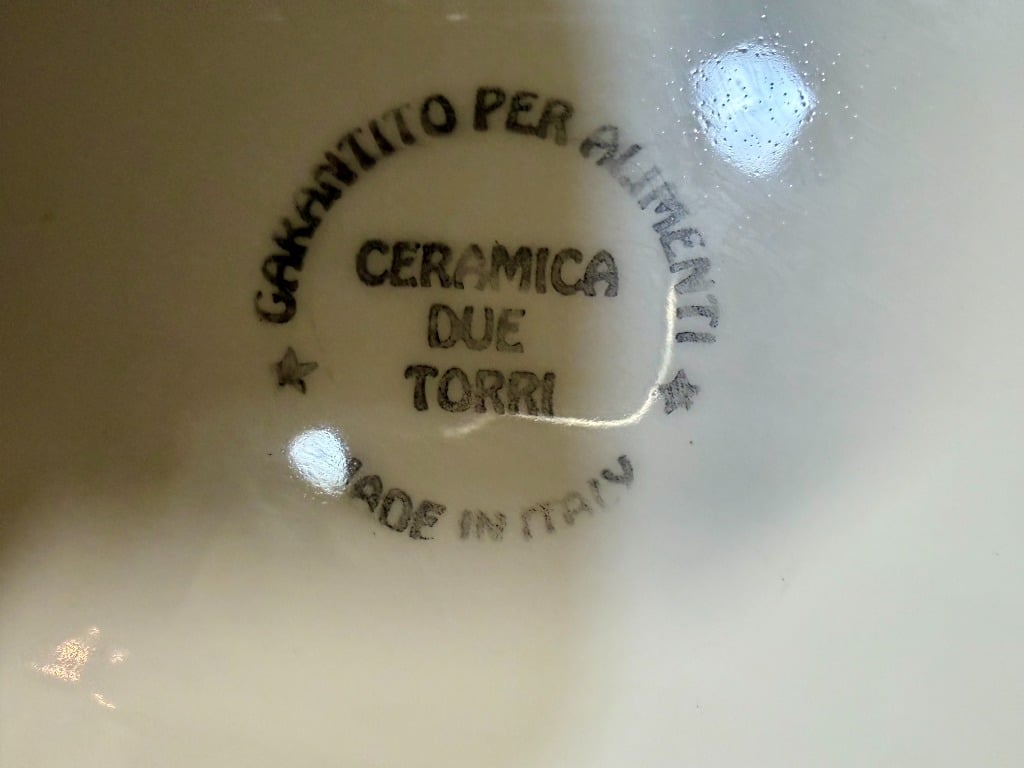 GARANTITO PER ALIMENTI
CERAMICA
DUE
TORRI
MADE IN ITALY